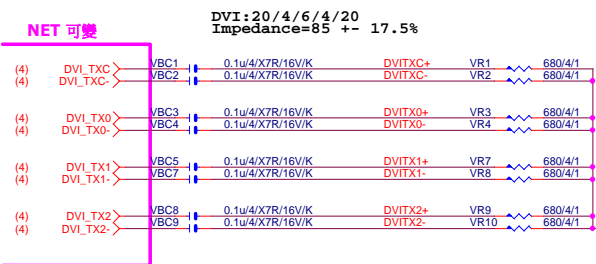 DVI:20/4/6/4/20
NET 可變 Impedance=85 +- 17.5%
(4) DVI_TXC VBC1 0.1u/4/X7R/16V/K DVITXC+ VR1 680/4/1
(4) DVI_TXC- VBC2 0.1u/4/X7R/16V/K DVITXC- VR2 680/4/1
(4) DVI_TX0 VBC3 0.1u/4/X7R/16V/K DVITX0+ VR3 680/4/1
(4) DVI_TX0- VBC4 0.1u/4/X7R/16V/K DVITX0- VR4 680/4/1
(4) DVI_TX1 VBC5 0.1u/4/X7R/16V/K DVITX1+ VR7 680/4/1
(4) DVI_TX1- VBC7 0.1u/4/X7R/16V/K DVITX1- VR8 680/4/1
(4) DVI_TX2 VBC8 0.1u/4/X7R/16V/K DVITX2+ VR9 680/4/1
(4) DVI_TX2- VBC9 0.1u/4/X7R/16V/K DVITX2- VR10 680/4/1